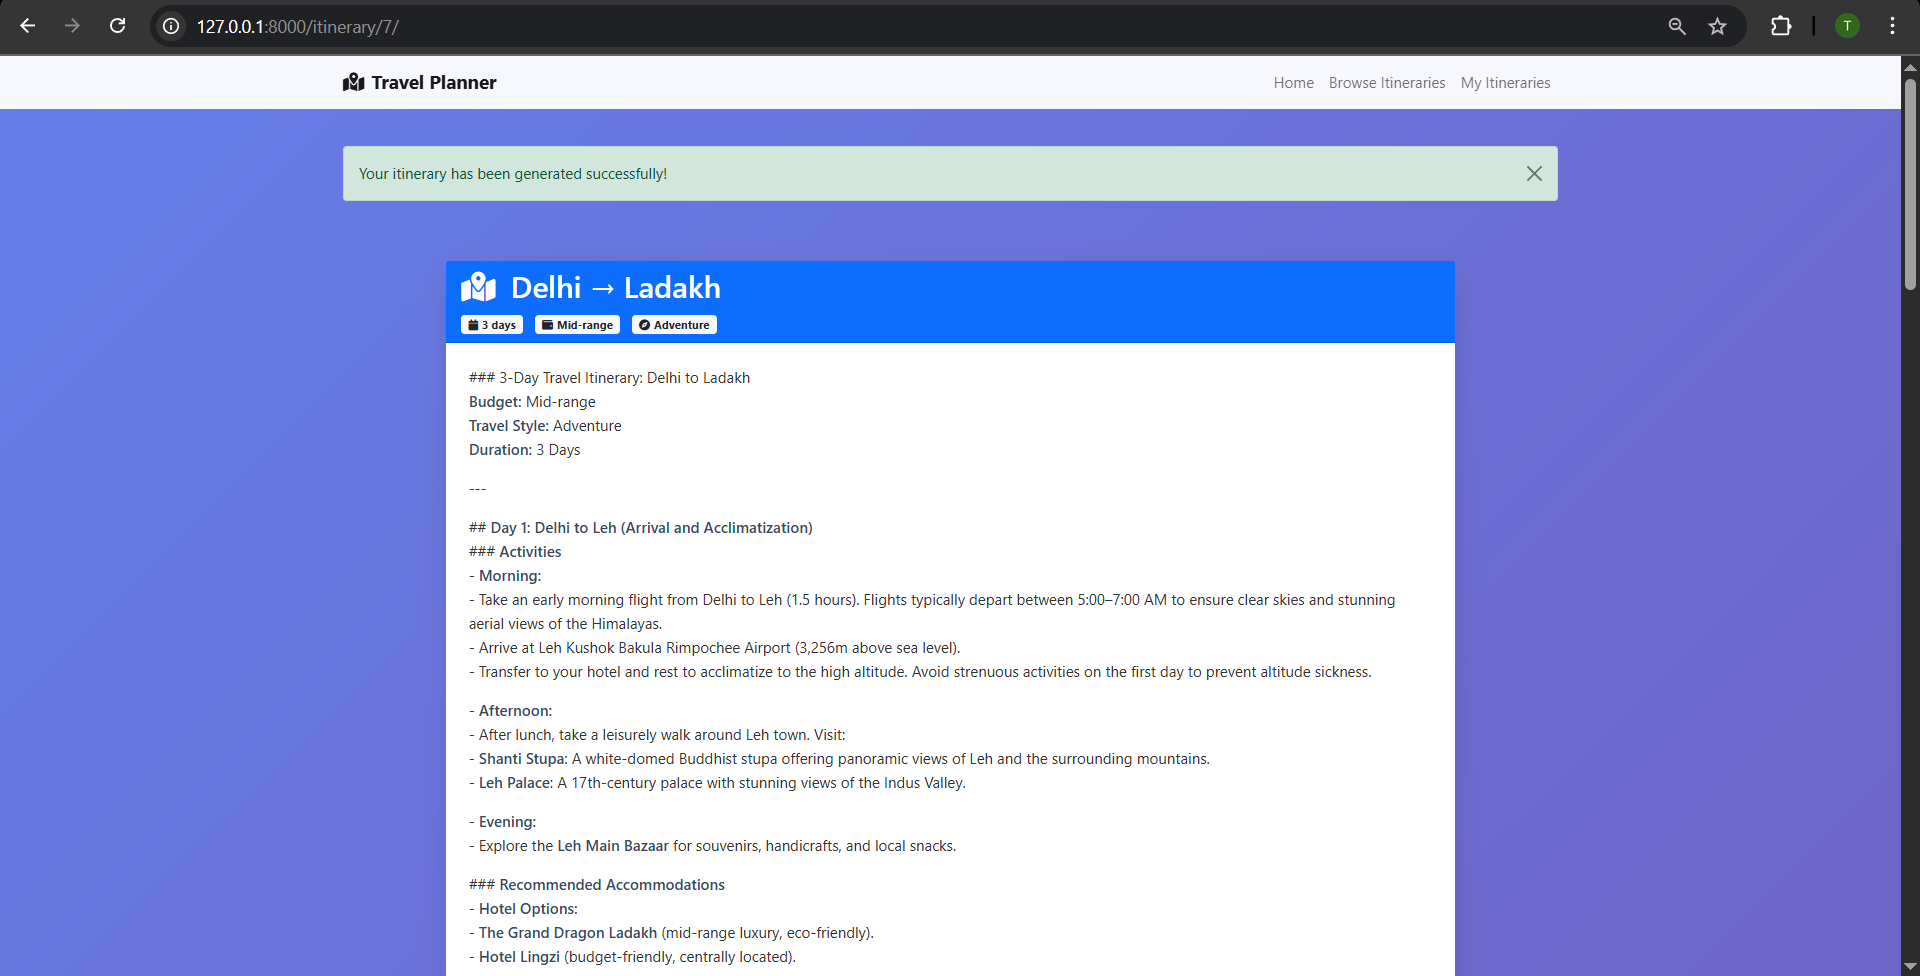 127.0.0.1:8000/itinerary/7/
T
Travel Planner
Home Browse Itineraries My Itineraries
Your itinerary has been generated successfully!
Delhi → Ladakh
3 days Mid-range Adventure
### 3-Day Travel Itinerary: Delhi to Ladakh
Budget: Mid-range
Travel Style: Adventure
Duration: 3 Days
---
## Day 1: Delhi to Leh (Arrival and Acclimatization)
### Activities
- Morning:
- Take an early morning flight from Delhi to Leh (1.5 hours). Flights typically depart between 5:00–7:00 AM to ensure clear skies and stunning
aerial views of the Himalayas.
- Arrive at Leh Kushok Bakula Rimpochee Airport (3,256m above sea level).
- Transfer to your hotel and rest to acclimatize to the high altitude. Avoid strenuous activities on the first day to prevent altitude sickness.
- Afternoon:
- After lunch, take a leisurely walk around Leh town. Visit:
- Shanti Stupa: A white-domed Buddhist stupa offering panoramic views of Leh and the surrounding mountains.
- Leh Palace: A 17th-century palace with stunning views of the Indus Valley.
- Evening:
- Explore the Leh Main Bazaar for souvenirs, handicrafts, and local snacks.
### Recommended Accommodations
- Hotel Options:
- The Grand Dragon Ladakh (mid-range luxury, eco-friendly).
- Hotel Lingzi (budget-friendly, centrally located).